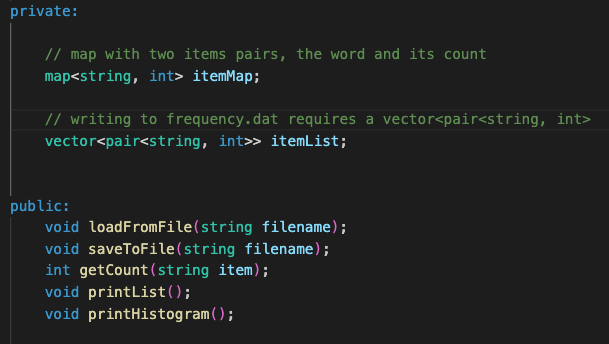 private:
// map with two items pairs, the word and its count
map<string, int> itemMap;
// writing to frequency.dat requires a vector<pair<string, int>
vector<pair<string, int>> itemList;
public:
void loadFromFile(string filename);
void saveToFile(string filename);
int getCount(string item);
void printList();
void printHistogram();